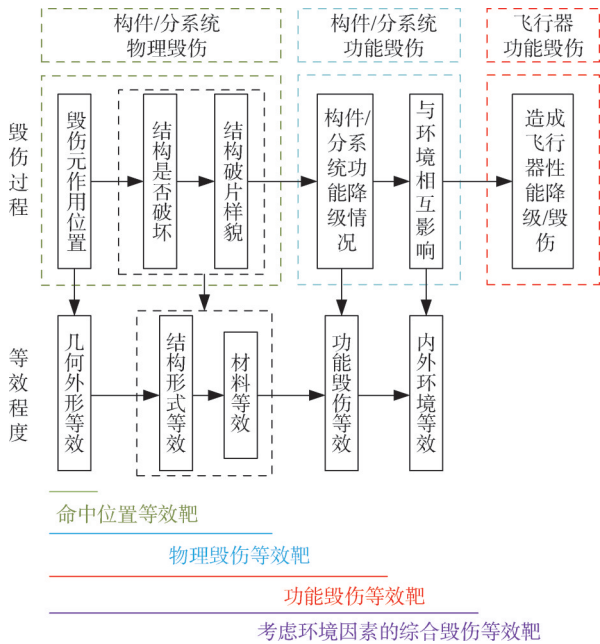 构件/分系统
物理毁伤
构件/分系统
功能毁伤
飞行器
功能毁伤
毁伤过程
毁伤元作用位置
结构是否破坏
结构破片样貌
构件/
分系
统功
能降
级情
况
与环境相互影响
造成
飞行
器性
能降
级/毁
伤
等效程度
几何外形等效
结构形式等效
材料等效
功能毁伤等效
内外环境等效
命中位置等效靶
物理毁伤等效靶
功能毁伤等效靶
考虑环境因素的综合毁伤等效靶